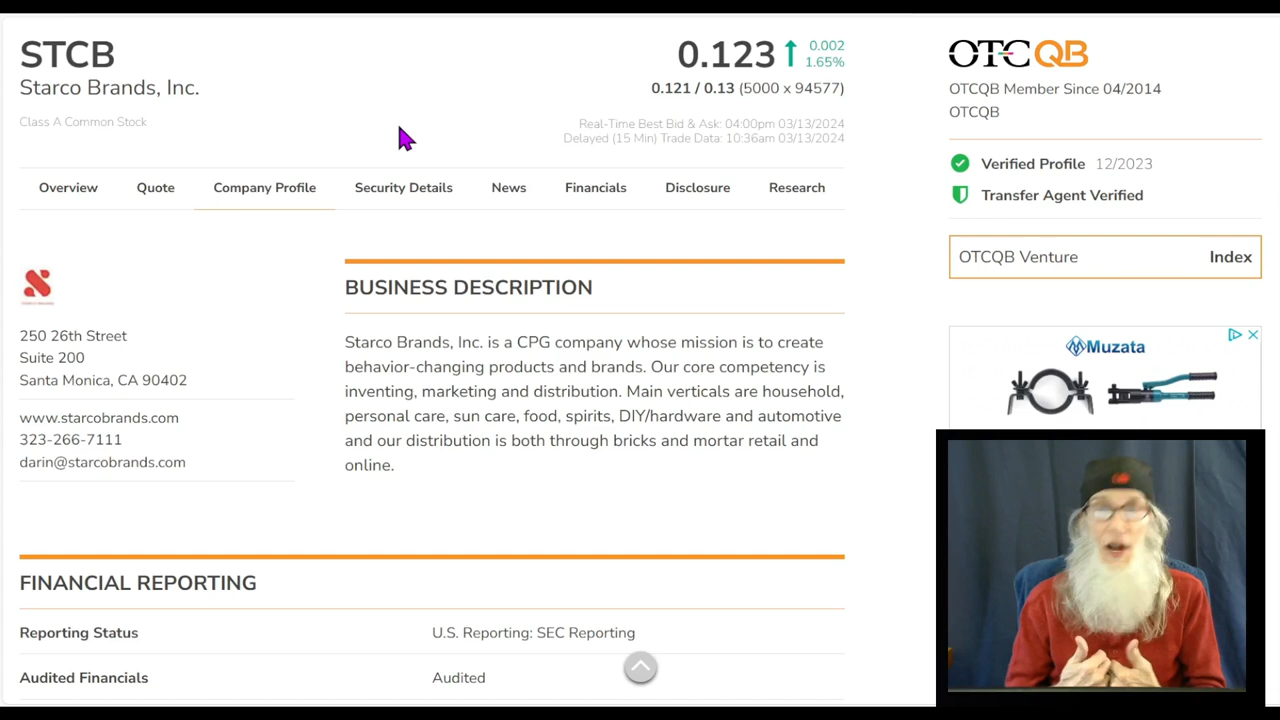 STCB
Starco Brands, Inc.
Class A Common Stock
0.123
0.002
1.65%
0.121 / 0.13 (5000 x 94577)
Real-Time Best Bid & Ask: 04:00pm 03/13/2024
Delayed (15 Min) Trade Data: 10:36am 03/13/2024
OTCQB
OTCQB Member Since 04/2014
OTCQB
Verified Profile 12/2023
Transfer Agent Verified
OTCQB Venture Index
Muzata
Overview Quote Company Profile Security Details News Financials Disclosure Research
250 26th Street
Suite 200
Santa Monica, CA 90402
www.starcobrands.com
323-266-7111
darin@starcobrands.com
BUSINESS DESCRIPTION
Starco Brands, Inc. is a CPG company whose mission is to create
behavior-changing products and brands. Our core competency is
inventing, marketing and distribution. Main verticals are household,
personal care, sun care, food, spirits, DIY/hardware and automotive
and our distribution is both through bricks and mortar retail and
online.
FINANCIAL REPORTING
Reporting Status U.S. Reporting: SEC Reporting
Audited Financials Audited